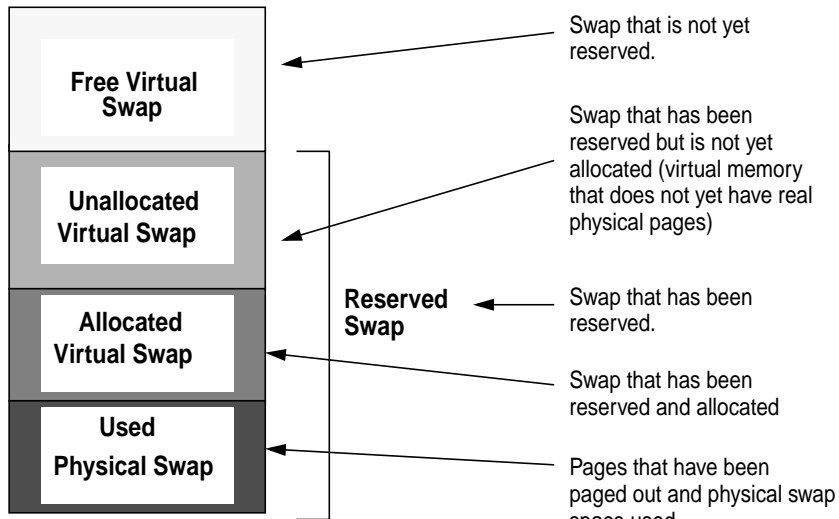 Free Virtual
Swap
Unallocated
Virtual Swap
Allocated
Virtual Swap
Used
Physical Swap
Reserved
Swap
Swap that is not yet
reserved.
Swap that has been
reserved but is not yet
allocated (virtual memory
that does not yet have real
physical pages)
Swap that has been
reserved.
Swap that has been
reserved and allocated
Pages that have been
paged out and physical swap
space used